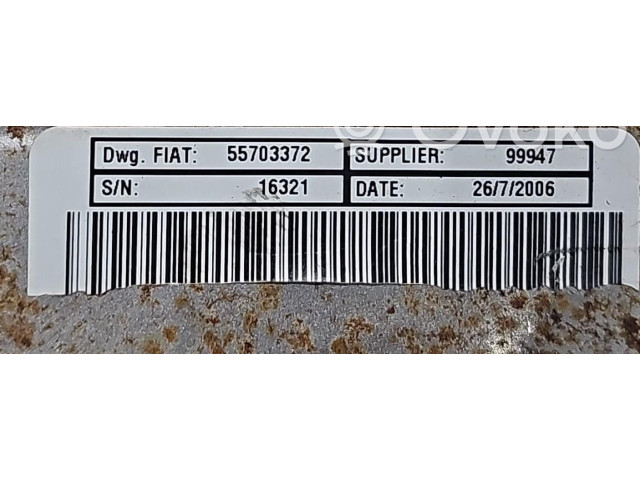 © Ovoko
Dwg. FIAT: 55703372 SUPPLIER: 99947
S/N: 16321 DATE: 26/7/2006